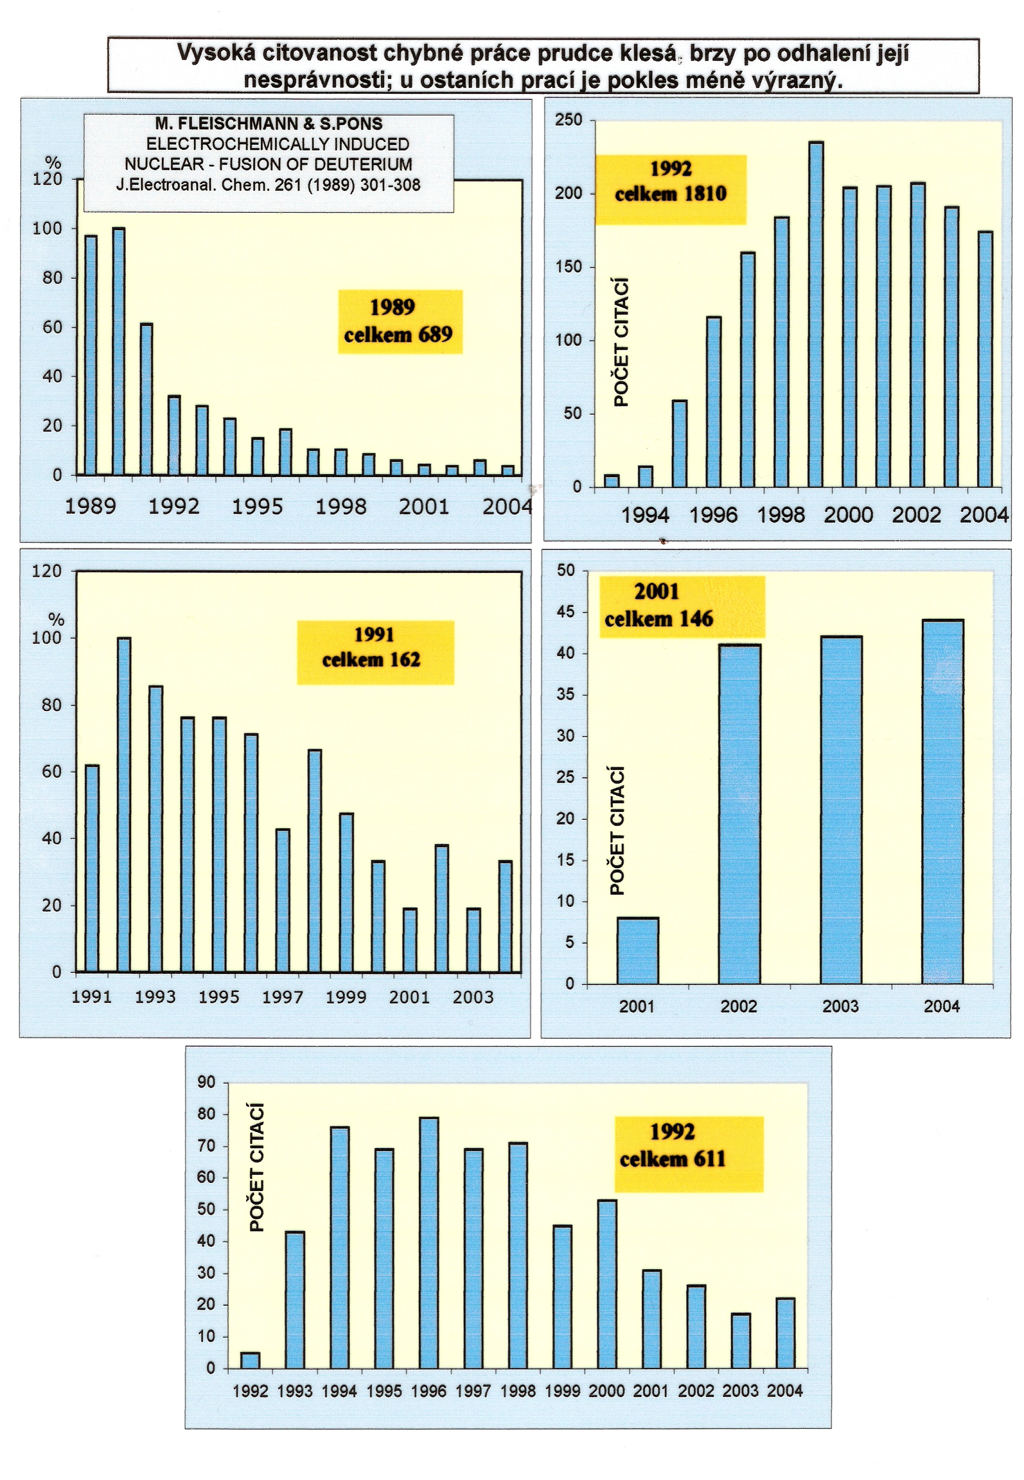 Vysoká citovanost chybné práce prudce klesá, brzy po odhalení její
nesprávnosti; u ostaních prací je pokles méně výrazný.
M. FLEISCHMANN & S.PONS
ELECTROCHEMICALLY INDUCED
NUCLEAR - FUSION OF DEUTERIUM
J.Electroanal. Chem. 261 (1989) 301-308
%
120
100
80
60
40
20
0
1989
celkem 689
1989 1992 1995 1998 2001 2004
250
200
150
100
50
0
POČET CITACÍ
1992
celkem 1810
1994 1996 1998 2000 2002 2004
120
%
100
80
60
40
20
0
1991
celkem 162
1991 1993 1995 1997 1999 2001 2003
50
45
40
35
30
25
20
15
10
5
0
POČET CITACÍ
2001
celkem 146
2001 2002 2003 2004
90
80
70
60
50
40
30
20
10
0
POČET CITACÍ
1992
celkem 611
1992 1993 1994 1995 1996 1997 1998 1999 2000 2001 2002 2003 2004